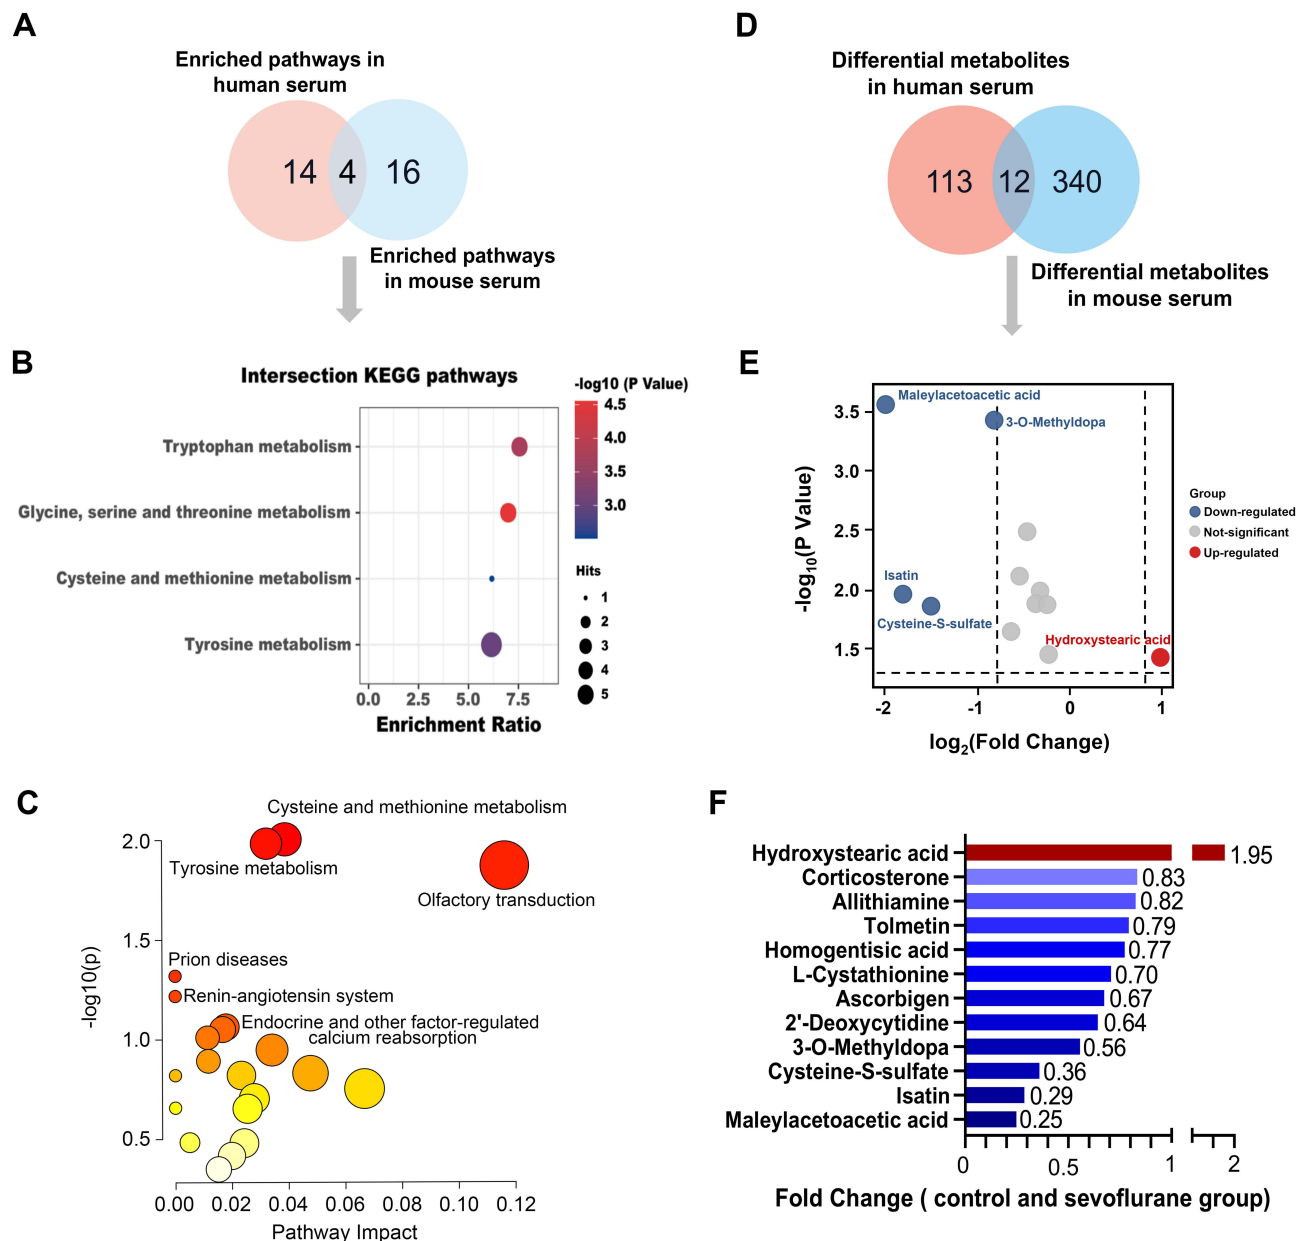 A
Enriched pathways in
human serum
14
4
16
Enriched pathways
in mouse serum
B
Intersection KEGG pathways
-log10 (P Value)
4.5
4.0
3.5
3.0
Tryptophan metabolism
Glycine, serine and threonine metabolism
Cysteine and methionine metabolism
Tyrosine metabolism
Hits
1
2
3
4
5
0.0 2.5 5.0 7.5
Enrichment Ratio
C
Cysteine and methionine metabolism
Tyrosine metabolism
Olfactory transduction
Prion diseases
Renin-angiotensin system
Endocrine and other factor-regulated
calcium reabsorption
2.0
1.5
1.0
0.5
-log10(p)
0.00 0.02 0.04 0.06 0.08 0.10 0.12
Pathway Impact
D
Differential metabolites
in human serum
113
12
340
Differential metabolites
in mouse serum
E
Maleylacetoacetic acid
3-O-Methyldopa
Isatin
Cysteine-S-sulfate
Hydroxystearic acid
3.5
3.0
2.5
2.0
1.5
-log10(P Value)
-2 -1 0 1
log2(Fold Change)
Group
Down-regulated
Not-significant
Up-regulated
F
Hydroxystearic acid 1.95
Corticosterone 0.83
Allithiamine 0.82
Tolmetin 0.79
Homogentisic acid 0.77
L-Cystathionine 0.70
Ascorbigen 0.67
2'-Deoxycytidine 0.64
3-O-Methyldopa 0.56
Cysteine-S-sulfate 0.36
Isatin 0.29
Maleylacetoacetic acid 0.25
0 0.5 1 2
Fold Change ( control and sevoflurane group)